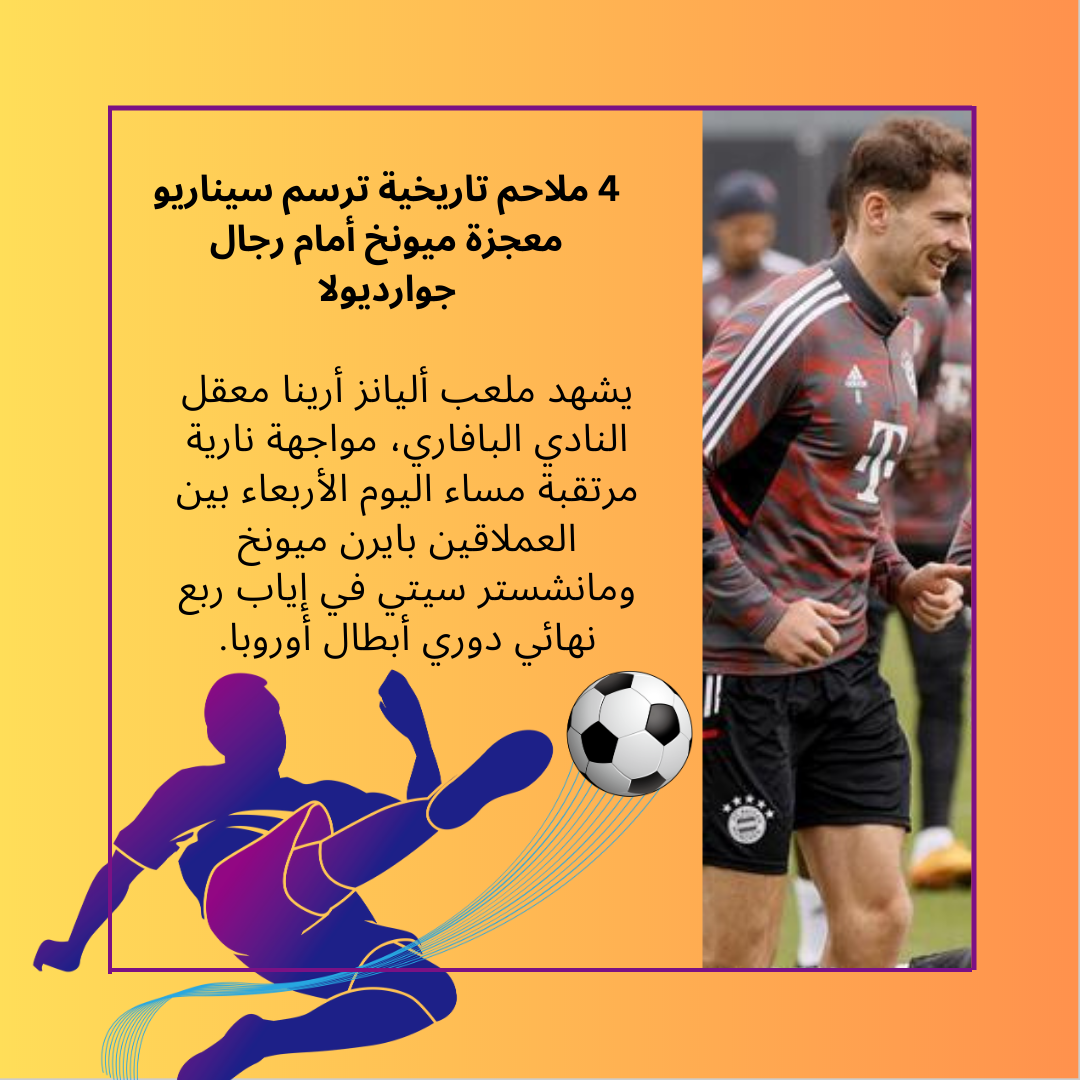 4 ملاحم تاريخية ترسم سيناريو
معجزة ميونخ أمام رجال
جوارديولا
يشهد ملعب أليانز أرينا معقل
النادي البافاري، مواجهة نارية
مرتقبة مساء اليوم الأربعاء بين
العملاقين بايرن ميونخ
ومانشستر سيتي في إياب ربع
نهائي دوري أبطال أوروبا.
T